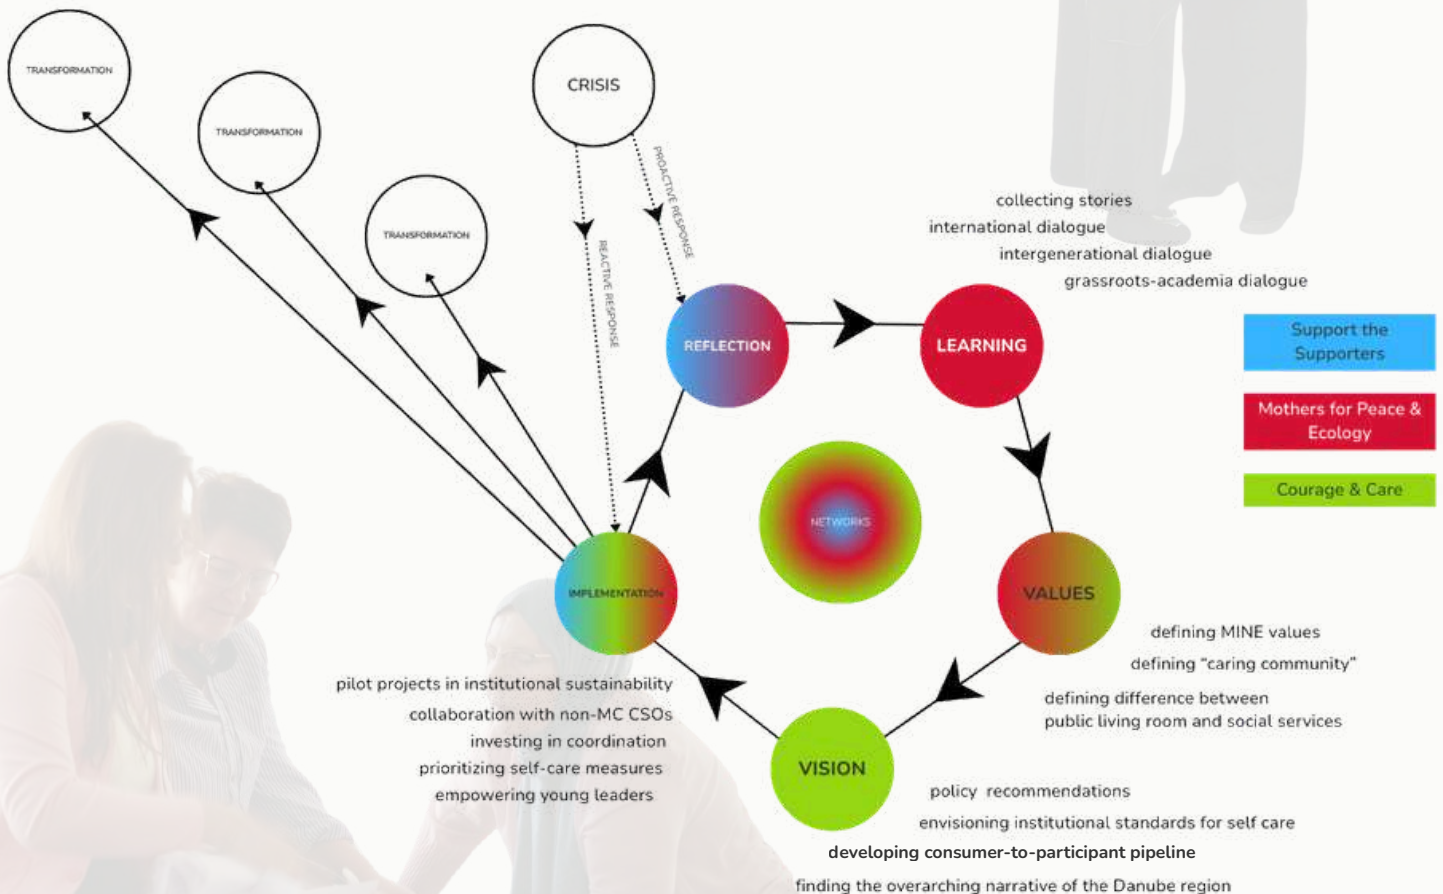 TRANSFORMATION
TRANSFORMATION
TRANSFORMATION
CRISIS
PROACTIVE RESPONSE
REACTIVE RESPONSE
collecting stories
international dialogue
intergenerational dialogue
grassroots-academia dialogue
REFLECTION
LEARNING
Support the
Supporters
Mothers for Peace &
Ecology
Courage & Care
NETWORKS
IMPLEMENTATION
VALUES
defining MINE values
defining “caring community”
defining difference between
public living room and social services
pilot projects in institutional sustainability
collaboration with non-MC CSOs
investing in coordination
prioritizing self-care measures
empowering young leaders
VISION
policy recommendations
envisioning institutional standards for self care
developing consumer-to-participant pipeline
finding the overarching narrative of the Danube region